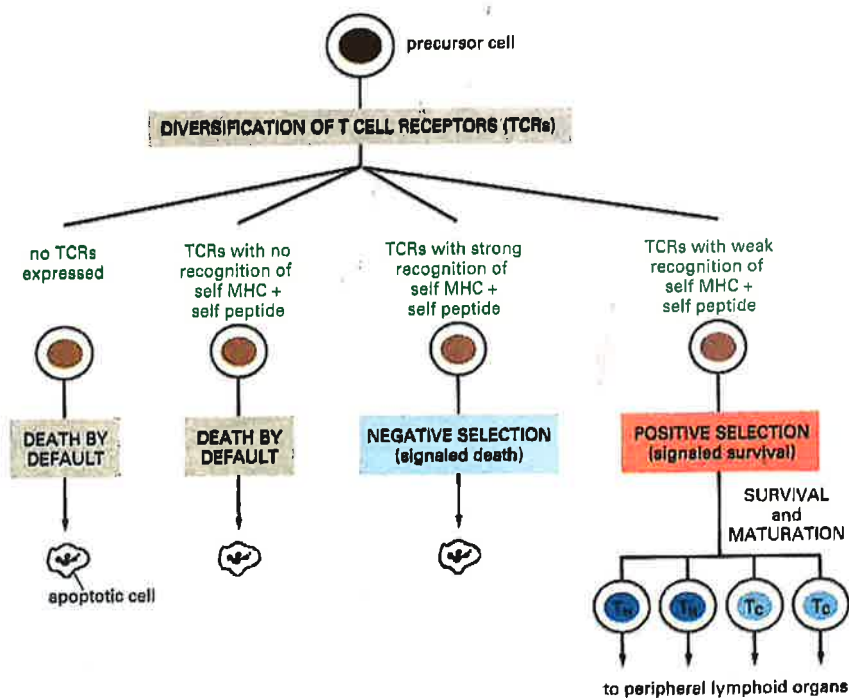 precursor cell
DIVERSIFICATION OF T CELL RECEPTORS (TCRs)
no TCRs
expressed
TCRs with no
recognition of
self MHC +
self peptide
TCRs with strong
recognition of
self MHC +
self peptide
TCRs with weak
recognition of
self MHC +
self peptide
DEATH BY
DEFAULT
DEATH BY
DEFAULT
NEGATIVE SELECTION
(signaled death)
POSITIVE SELECTION
(signaled survival)
SURVIVAL
and
MATURATION
apoptotic cell
TH
TH
TC
TC
to peripheral lymphoid organs